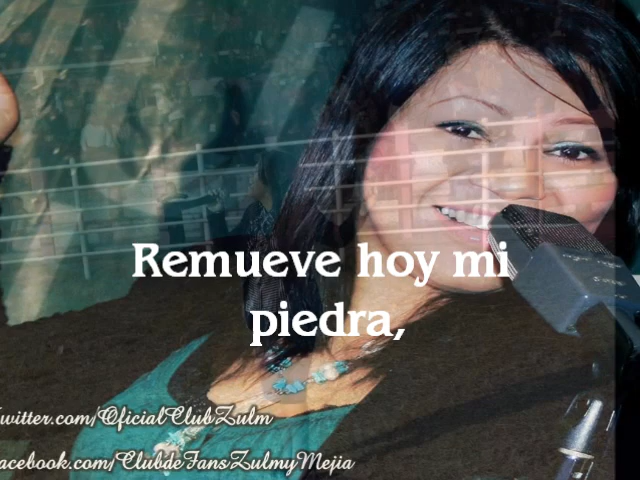 Remueve hoy mi
piedra,
witter.com/OficialClubZulm
acebook.com/ClubdeFansZulmyMejia